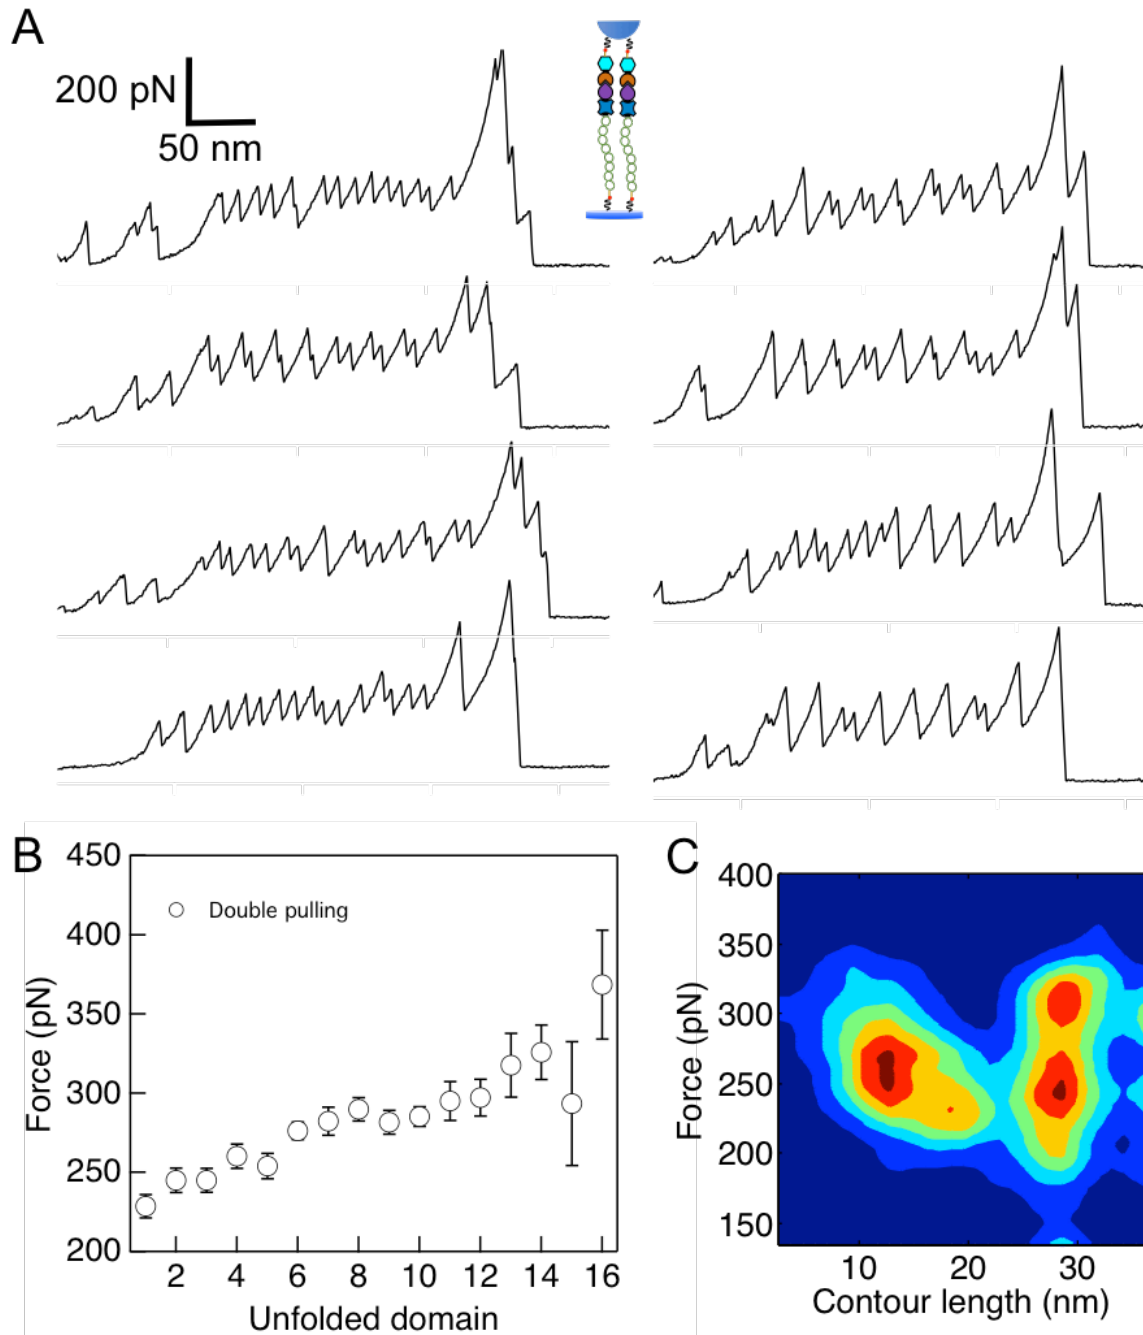 A
200 pN
50 nm
B
450
400
350
300
250
200
Force (pN)
Double pulling
2 4 6 8 10 12 14 16
Unfolded domain
C
400
350
300
250
200
150
Force (pN)
10 20 30
Contour length (nm)